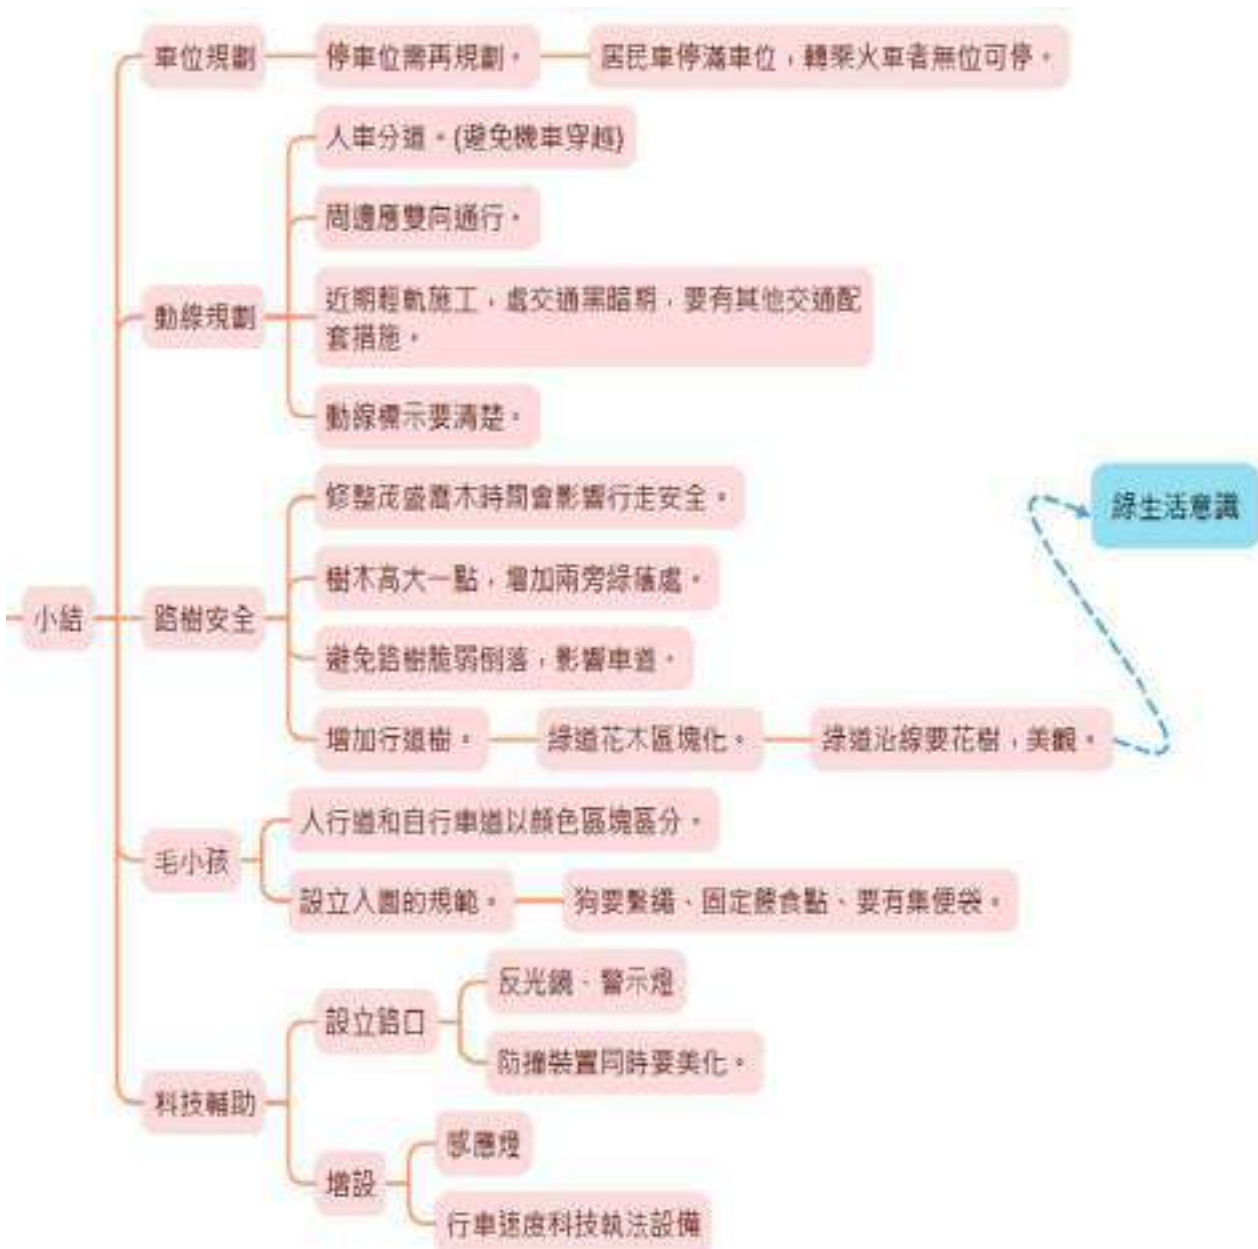 小結
車位規劃
停車位需再規劃。
居民車停滿車位，轉乘火車者無位可停。
動線規劃
人車分道。(避免機車穿越)
周邊應雙向通行。
近期輕軌施工，處交通黑暗期，要有其他交通配
套措施。
動線標示要清楚。
路樹安全
修整茂盛喬木時間會影響行走安全。
樹木高大一點，增加兩旁綠蔭處。
避免路樹脆弱倒落，影響車道。
增加行道樹。
綠道花木區塊化。
綠道沿線要花樹，美觀。
綠生活意識
毛小孩
人行道和自行車道以顏色區塊區分。
設立入園的規範。
狗要繫繩、固定餵食點、要有集便袋。
科技輔助
設立路口
反光鏡、警示燈
防撞裝置同時要美化。
增設
感應燈
行車速度科技執法設備